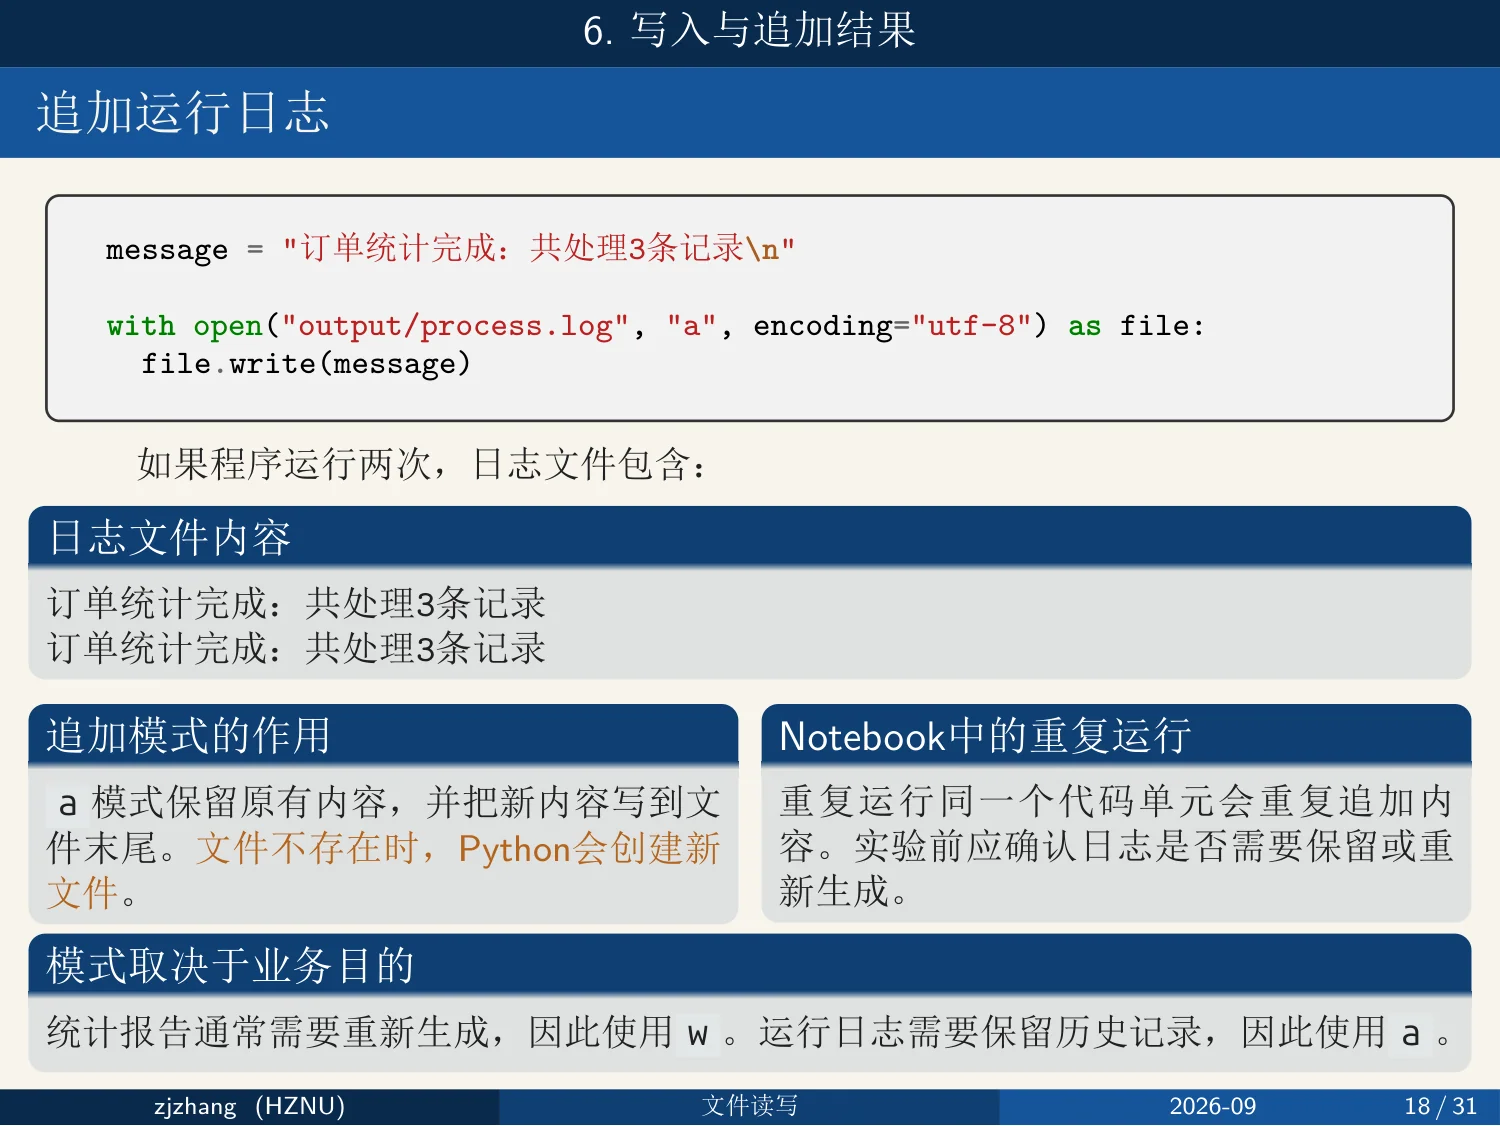 6. 写入与追加结果
追加运行日志
message = "订单统计完成：共处理3条记录\n"
with open("output/process.log", "a", encoding="utf-8") as file:
  file.write(message)
如果程序运行两次，日志文件包含：
日志文件内容
订单统计完成：共处理3条记录
订单统计完成：共处理3条记录
追加模式的作用
a 模式保留原有内容，并把新内容写到文
件末尾。文件不存在时，Python会创建新
文件。
Notebook中的重复运行
重复运行同一个代码单元会重复追加内
容。实验前应确认日志是否需要保留或重
新生成。
模式取决于业务目的
统计报告通常需要重新生成，因此使用 w 。运行日志需要保留历史记录，因此使用 a 。
zjzhang (HZNU)
文件读写
2026-09
18 / 31